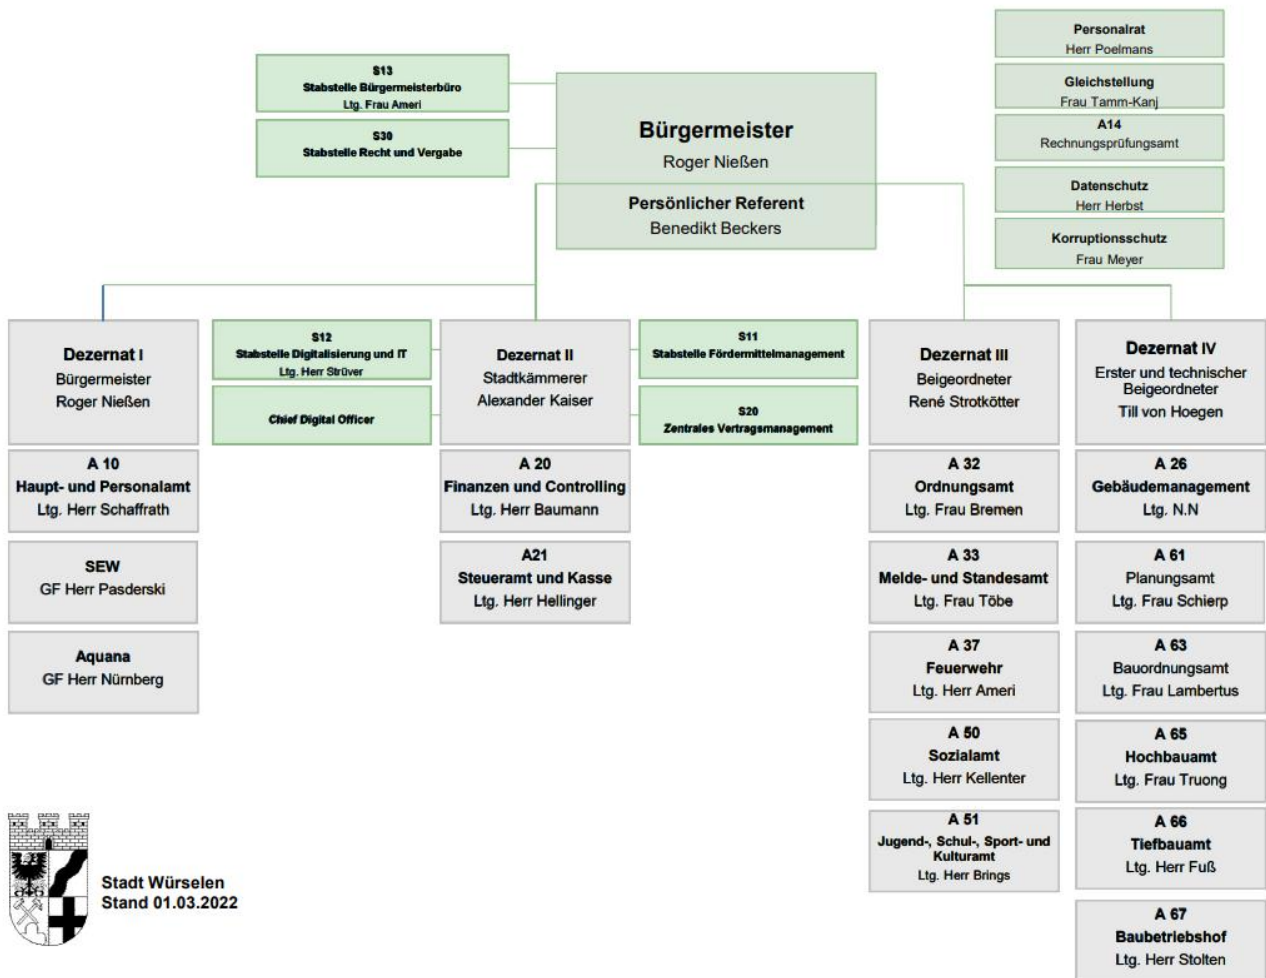 Personalrat
Herr Poelmans
Gleichstellung
Frau Tamm-Kanj
A14
Rechnungsprüfungsamt
Datenschutz
Herr Herbst
Korruptionsschutz
Frau Meyer
S13
Stabstelle Bürgermeisterbüro
Ltg. Frau Ameri
S30
Stabstelle Recht und Vergabe
Bürgermeister
Roger Nießen
Persönlicher Referent
Benedikt Beckers
Dezernat I
Bürgermeister
Roger Nießen
S12
Stabstelle Digitalisierung und IT
Ltg. Herr Strüver
Chief Digital Officer
Dezernat II
Stadtkämmerer
Alexander Kaiser
S11
Stabstelle Fördermittelmanagement
S20
Zentrales Vertragsmanagement
Dezernat III
Beigeordneter
René Strotkötter
Dezernat IV
Erster und technischer
Beigeordneter
Till von Hoegen
A 10
Haupt- und Personalamt
Ltg. Herr Schaffrath
SEW
GF Herr Pasderski
Aquana
GF Herr Nürnberg
A 20
Finanzen und Controlling
Ltg. Herr Baumann
A21
Steueramt und Kasse
Ltg. Herr Hellinger
A 32
Ordnungsamt
Ltg. Frau Bremen
A 33
Melde- und Standesamt
Ltg. Frau Töbe
A 37
Feuerwehr
Ltg. Herr Ameri
A 50
Sozialamt
Ltg. Herr Kellenter
A 51
Jugend-, Schul-, Sport- und
Kulturamt
Ltg. Herr Brings
A 26
Gebäudemanagement
Ltg. N.N
A 61
Planungsamt
Ltg. Frau Schierp
A 63
Bauordnungsamt
Ltg. Frau Lambertus
A 65
Hochbauamt
Ltg. Frau Truong
A 66
Tiefbauamt
Ltg. Herr Fuß
A 67
Baubetriebshof
Ltg. Herr Stolten
Stadt Würselen
Stand 01.03.2022